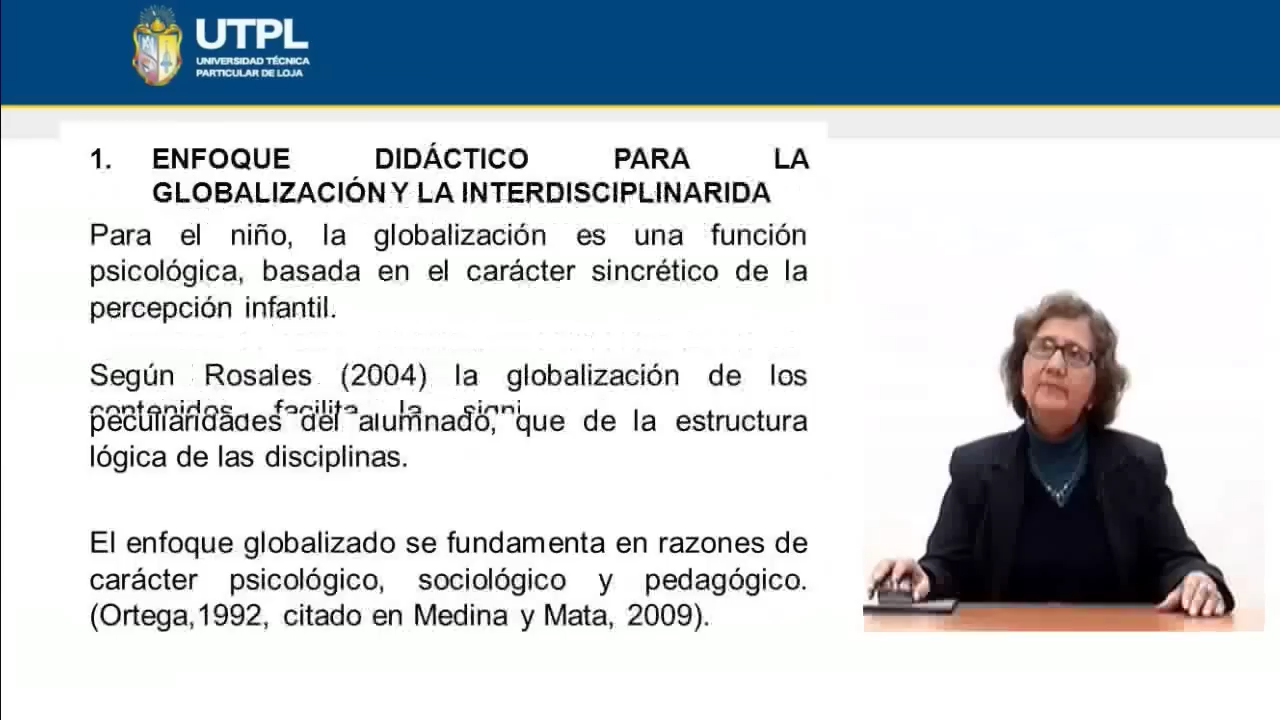 UTPL
UNIVERSIDAD TÉCNICA
PARTICULAR DE LOJA
1. ENFOQUE DIDÁCTICO PARA LA
GLOBALIZACIÓN Y LA INTERDISCIPLINARIDA
Para el niño, la globalización es una función
psicológica, basada en el carácter sincrético de la
percepción infantil.
Según Rosales (2004) la globalización de los
contenidos facilita la
peculiaridades del alumnado, que de la estructura
lógica de las disciplinas.
El enfoque globalizado se fundamenta en razones de
carácter psicológico, sociológico y pedagógico.
(Ortega,1992, citado en Medina y Mata, 2009).